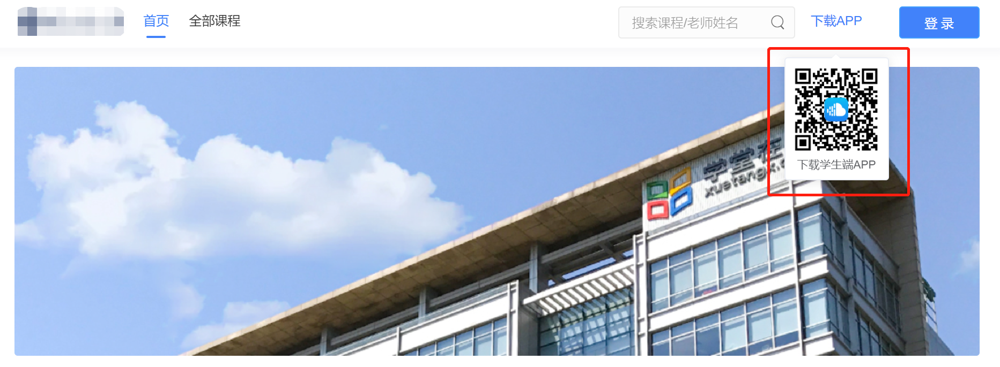 首页
全部课程
搜索课程/老师姓名
下载APP
登 录
下载学生端APP
学堂在
xuetangx.c